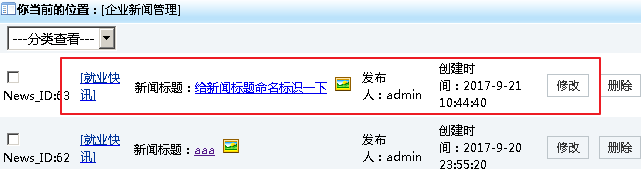 你当前的位置：[企业新闻管理]
---分类查看---
News_ID:63 [就业快讯] 新闻标题：给新闻标题命名标识一下 发布人：admin 创建时间：2017-9-21 10:44:40 修改 删除
News_ID:62 [就业快讯] 新闻标题：aaa 发布人：admin 创建时间：2017-9-20 23:55:20 修改 删除